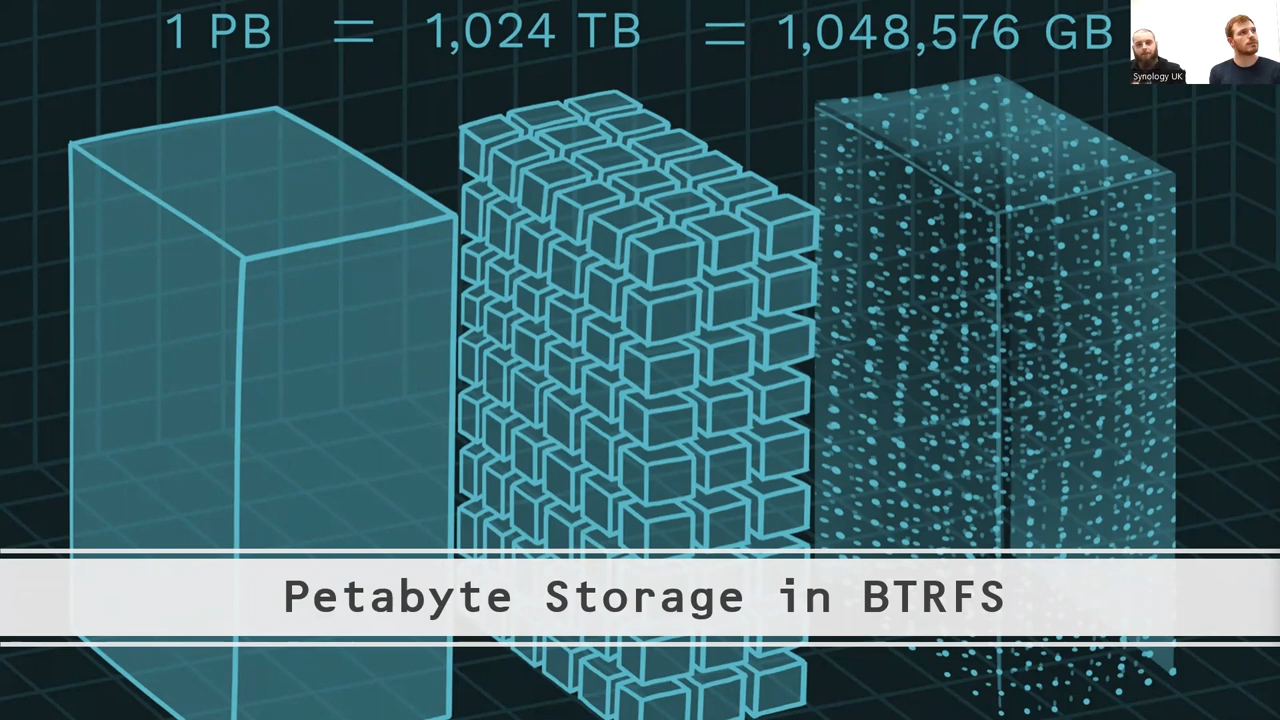 1 PB = 1,024 TB = 1,048,576 GB
Synology UK
Petabyte Storage in BTRFS